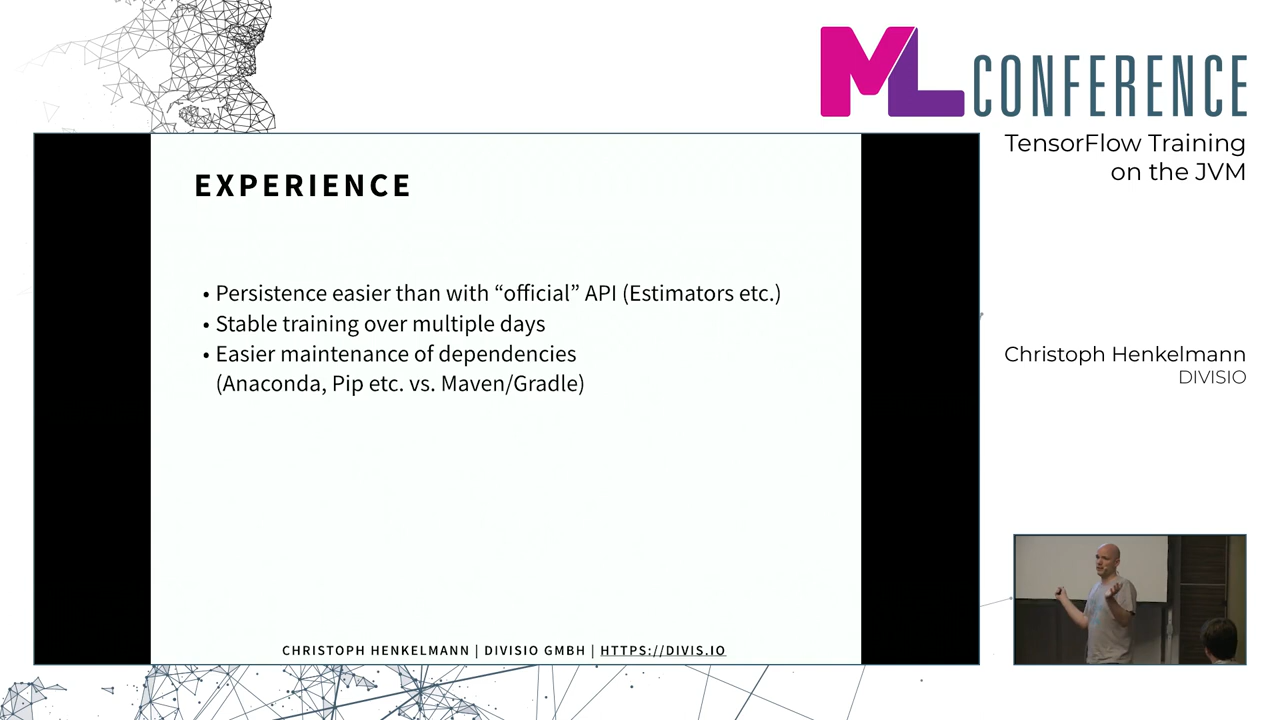 ML CONFERENCE
TensorFlow Training
on the JVM
EXPERIENCE
• Persistence easier than with “official” API (Estimators etc.)
• Stable training over multiple days
• Easier maintenance of dependencies
(Anaconda, Pip etc. vs. Maven/Gradle)
CHRISTOPH HENKELMANN | DIVISIO GMBH | HTTPS://DIVIS.IO
Christoph Henkelmann
DIVISIO